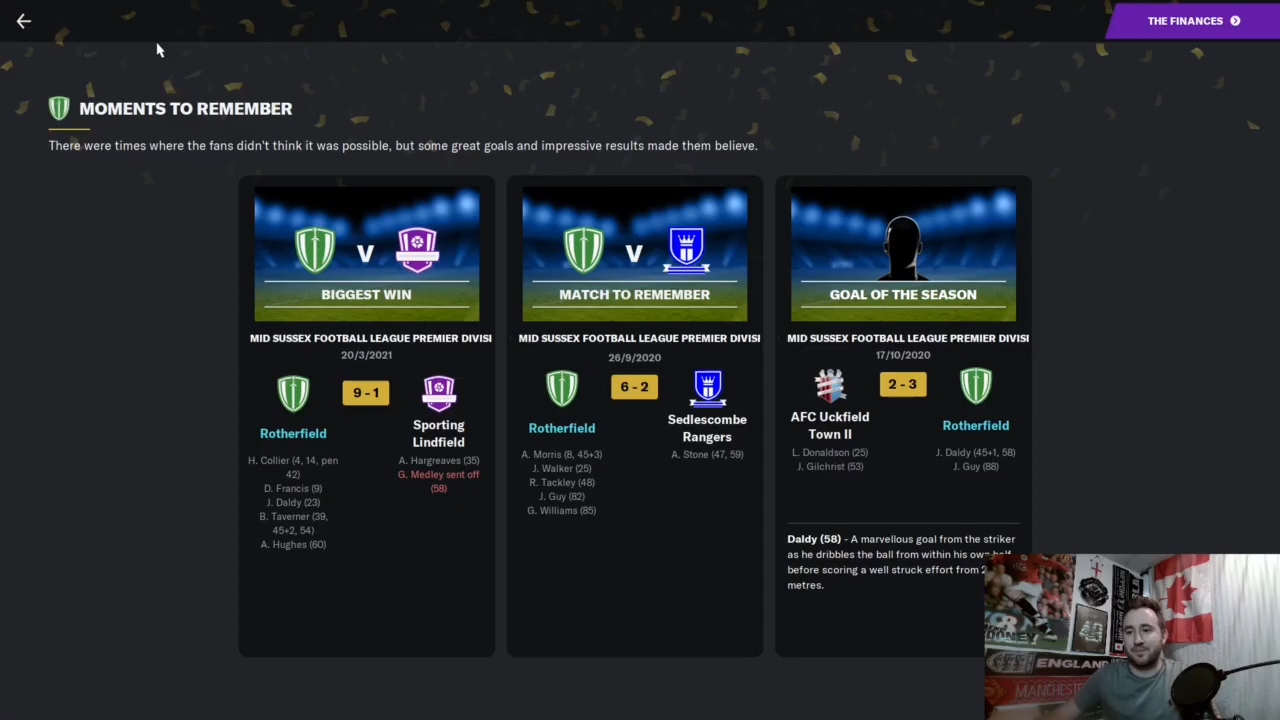 THE FINANCES
MOMENTS TO REMEMBER
There were times where the fans didn't think it was possible, but some great goals and impressive results made them believe.
V
BIGGEST WIN
MID SUSSEX FOOTBALL LEAGUE PREMIER DIVISI
20/3/2021
9 - 1
Rotherfield
Sporting
Lindfield
H. Collier (4, 14, pen
42)
D. Francis (9)
J. Daldy (23)
B. Taverner (39,
45+2, 54)
A. Hughes (60)
A. Hargreaves (35)
G. Medley sent off
(58)
V
MATCH TO REMEMBER
MID SUSSEX FOOTBALL LEAGUE PREMIER DIVISI
26/9/2020
6 - 2
Rotherfield
Sedlescombe
Rangers
A. Morris (8, 45+3)
J. Walker (25)
R. Tackley (48)
J. Guy (82)
G. Williams (85)
A. Stone (47, 59)
GOAL OF THE SEASON
MID SUSSEX FOOTBALL LEAGUE PREMIER DIVISI
17/10/2020
2 - 3
AFC Uckfield
Town II
Rotherfield
L. Donaldson (25)
J. Gilchrist (53)
J. Daldy (45+1, 58)
J. Guy (88)
Daldy (58) - A marvellous goal from the striker
as he dribbles the ball from within his own half
before scoring a well struck effort from
metres.
ENGLAND
MANCHESTE